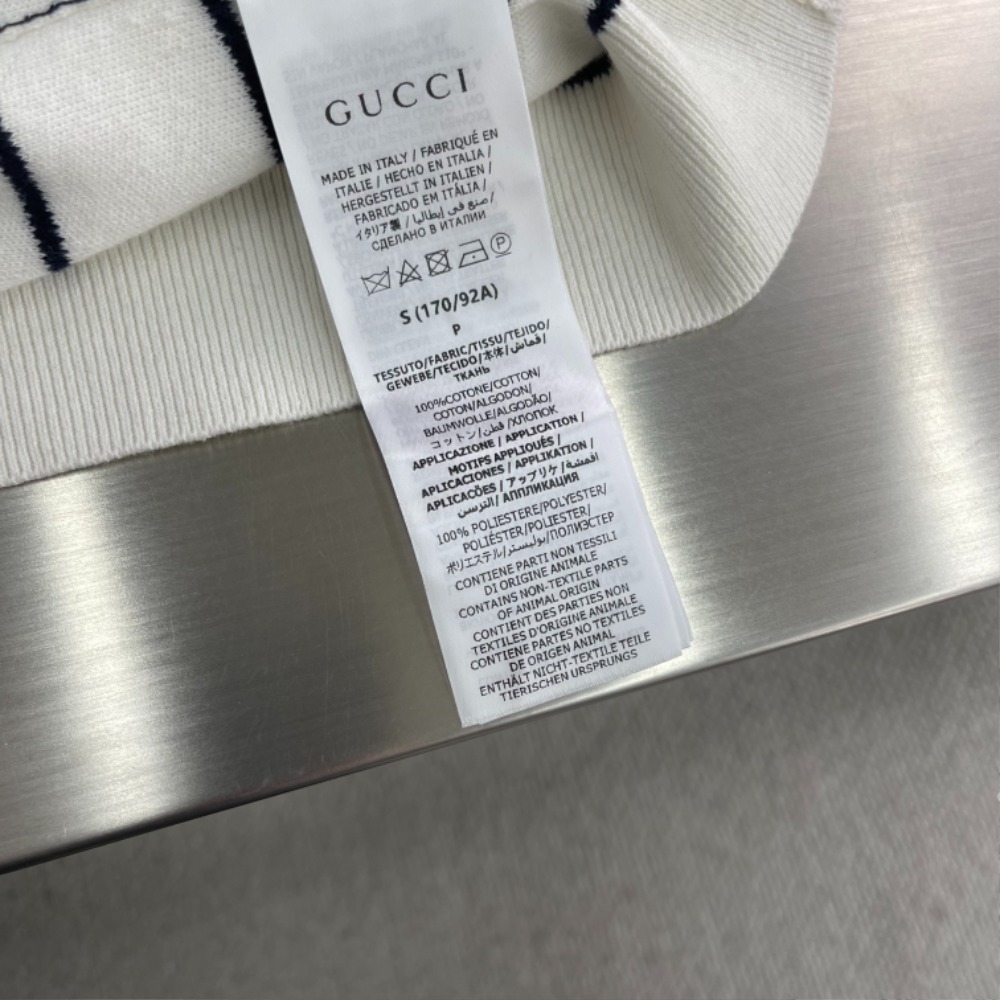 GUCCI
MADE IN ITALY / FABRIQUÉ EN
ITALIE / HECHO EN ITALIA /
HERGESTELLT IN ITALIEN /
FABRICADO EM ITÁLIA /
イタリア製 / صنع في إيطاليا /
СДЕЛАНО В ИТАЛИИ
P
S (170/92A)
P
TESSUTO/FABRIC/TISSU/TEJIDO/
GEWEBE/TECIDO/本体/قماش/
ТКАНЬ
100%COTONE/COTTON/
COTON/ALGODON/
BAUMWOLLE/ALGODÃO/
コットン/قطن/ХЛОПОК
APPLICAZIONE / APPLICATION /
MOTIFS APPLIQUÉS /
APLICACIONES / APPLIKATION /
APLICACÕES / アップリケ / اقمشة
الترسن/ АППЛИКАЦИЯ
100% POLIESTERE/POLYESTER/
POLIÉSTER/POLIESTER/
ポリエステル/بوليستر/ПОЛИЭСТЕР
CONTIENE PARTI NON TESSILI
DI ORIGINE ANIMALE
CONTAINS NON-TEXTILE PARTS
OF ANIMAL ORIGIN
CONTIENT DES PARTIES NON
TEXTILES D'ORIGINE ANIMALE
CONTIENE PARTES NO TEXTILES
DE ORIGEN ANIMAL
ENTHÄLT NICHT-TEXTILE TEILE
TIERISCHEN URSPRUNGS